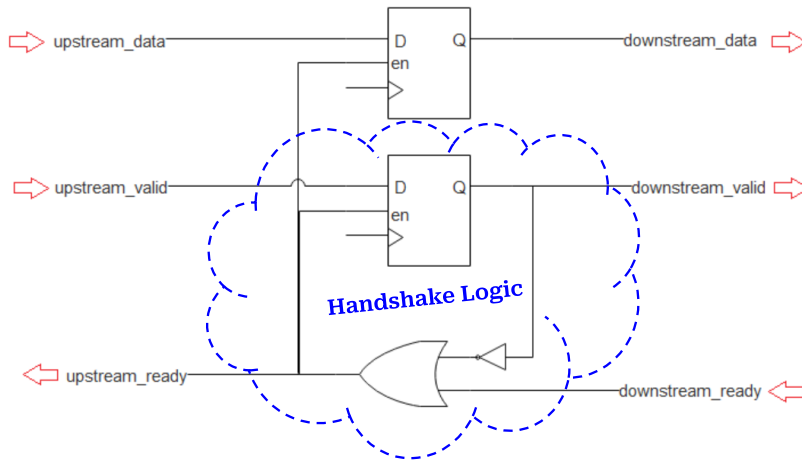 upstream_data
D
Q
downstream_data
en
upstream_valid
D
Q
downstream_valid
en
Handshake Logic
upstream_ready
downstream_ready